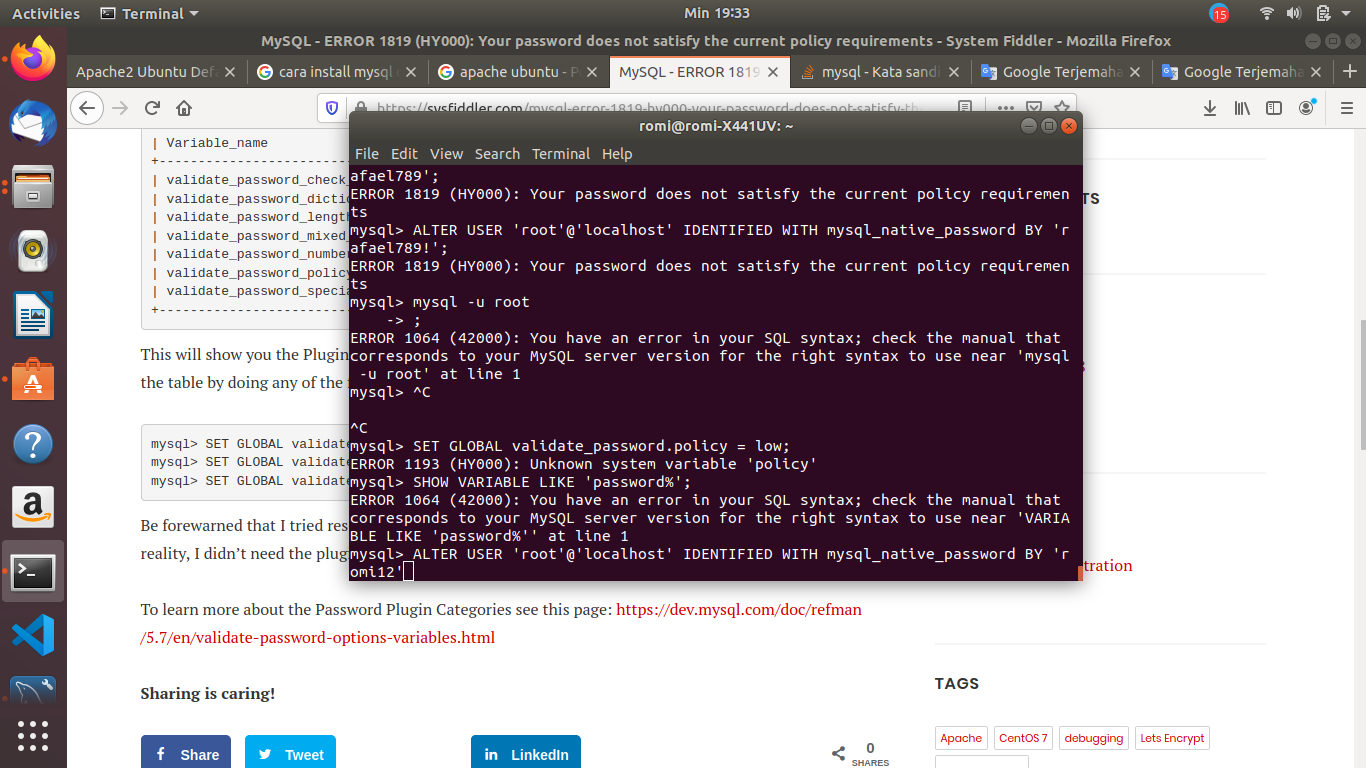 Activities
Terminal
Min 19:33
15
MySQL - ERROR 1819 (HY000): Your password does not satisfy the current policy requirements - System Fiddler - Mozilla Firefox
Apache2 Ubuntu Def
cara install mysql
apache ubuntu - P
MySQL - ERROR 1819
mysql - Kata sandi
Google Terjemaha
Google Terjemaha
https://sysfiddler.com/mysql-error-1819-hy000-your-password-does-not-satisfy-th
romi@romi-X441UV: ~
File Edit View Search Terminal Help
afael789';
ERROR 1819 (HY000): Your password does not satisfy the current policy requiremen
ts
mysql> ALTER USER 'root'@'localhost' IDENTIFIED WITH mysql_native_password BY 'r
afael789!';
ERROR 1819 (HY000): Your password does not satisfy the current policy requiremen
ts
mysql> mysql -u root
    -> ;
ERROR 1064 (42000): You have an error in your SQL syntax; check the manual that
corresponds to your MySQL server version for the right syntax to use near 'mysql
 -u root' at line 1
mysql> ^C

^C
mysql> SET GLOBAL validate_password.policy = low;
ERROR 1193 (HY000): Unknown system variable 'policy'
mysql> SHOW VARIABLE LIKE 'password%';
ERROR 1064 (42000): You have an error in your SQL syntax; check the manual that
corresponds to your MySQL server version for the right syntax to use near 'VARIA
BLE LIKE 'password%'' at line 1
mysql> ALTER USER 'root'@'localhost' IDENTIFIED WITH mysql_native_password BY 'r
omi12'
| Variable_name
+--------------------------
| validate_password_check_
| validate_password_dictio
| validate_password_length
| validate_password_mixed_
| validate_password_number
| validate_password_policy
| validate_password_specia
+--------------------------
This will show you the Plugin
the table by doing any of the
mysql> SET GLOBAL validate
mysql> SET GLOBAL validate
mysql> SET GLOBAL validate
Be forewarned that I tried res
reality, I didn't need the plug
To learn more about the Password Plugin Categories see this page: https://dev.mysql.com/doc/refman
/5.7/en/validate-password-options-variables.html
Sharing is caring!
Share
Tweet
LinkedIn
0
SHARES
TS
tration
TAGS
Apache
CentOS 7
debugging
Lets Encrypt